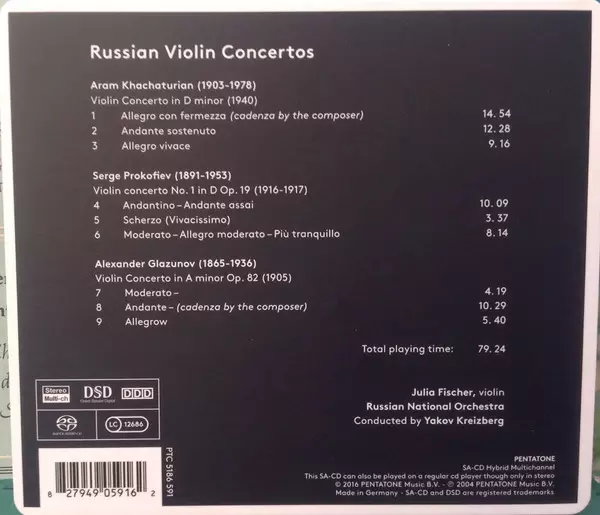 Russian Violin Concertos
Aram Khachaturian (1903-1978)
Violin Concerto in D minor (1940)
1 Allegro con fermezza (cadenza by the composer) 14. 54
2 Andante sostenuto 12. 28
3 Allegro vivace 9. 16
Serge Prokofiev (1891-1953)
Violin concerto No. 1 in D Op. 19 (1916-1917)
4 Andantino – Andante assai 10. 09
5 Scherzo (Vivacissimo) 3. 37
6 Moderato – Allegro moderato – Più tranquillo 8. 14
Alexander Glazunov (1865-1936)
Violin Concerto in A minor Op. 82 (1905)
7 Moderato – 4. 19
8 Andante – (cadenza by the composer) 10. 29
9 Allegrow 5. 40
Total playing time: 79. 24
Julia Fischer, violin
Russian National Orchestra
Conducted by Yakov Kreizberg
Stereo
Multi-ch
DSD
Direct Stream Digital
DDD
SUPER AUDIO CD
LC 12686
PTC 5186 591
8 27949 05916 2
PENTATONE
SA-CD Hybrid Multichannel
This SA-CD can also be played on a regular cd player though only in stereo
© 2016 PENTATONE Music B.V. - ℗ 2004 PENTATONE Music B.V.
Made in Germany - SA-CD and DSD are registered trademarks